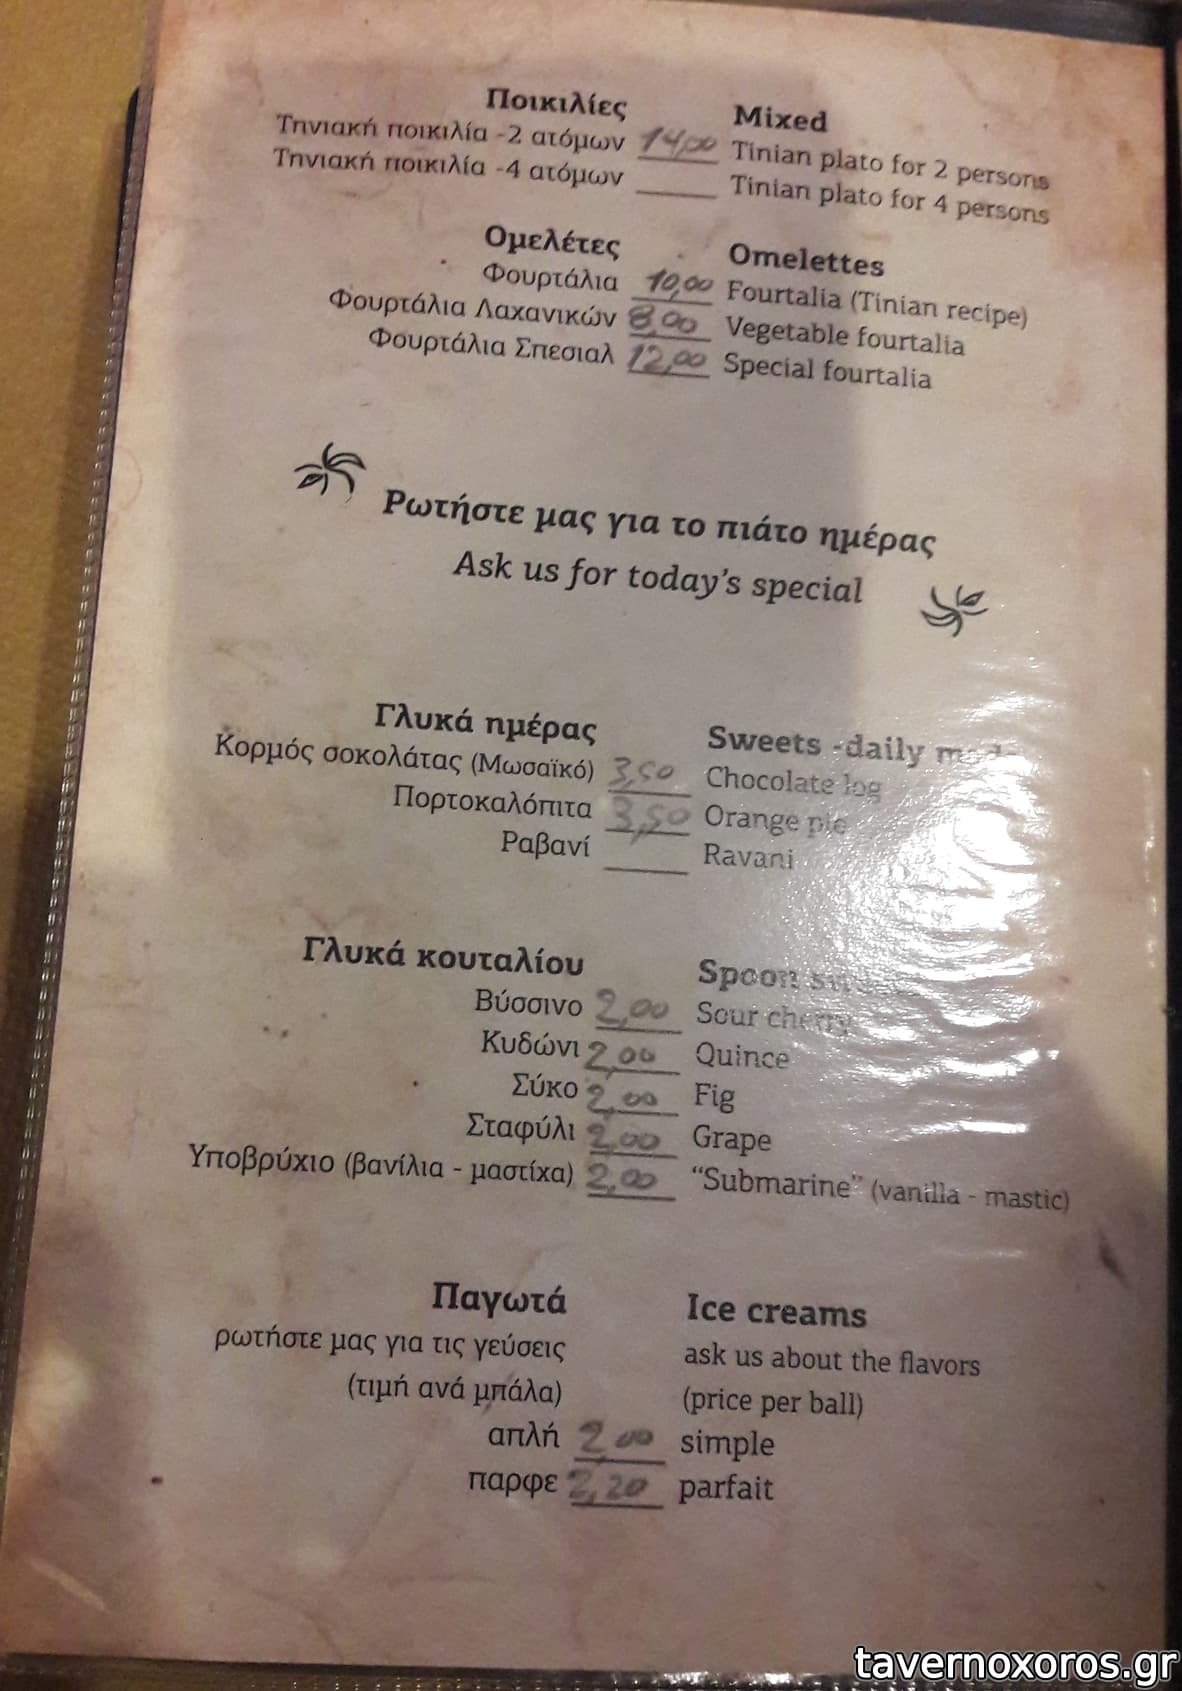 Ποικιλίες Mixed
Τηνιακή ποικιλία -2 ατόμων 14,00 Tinian plato for 2 persons
Τηνιακή ποικιλία -4 ατόμων Tinian plato for 4 persons
Ομελέτες Omelettes
Φουρτάλια 10,00 Fourtalia (Tinian recipe)
Φουρτάλια Λαχανικών 8,00 Vegetable fourtalia
Φουρτάλια Σπεσιαλ 12,00 Special fourtalia
Ρωτήστε μας για το πιάτο ημέρας
Ask us for today's special
Γλυκά ημέρας Sweets -daily
Κορμός σοκολάτας (Μωσαϊκό) 3,50 Chocolate log
Πορτοκαλόπιτα 3,50 Orange pie
Ραβανί Ravani
Γλυκά κουταλίου Spoon
Βύσσινο 2,00 Sour cherry
Κυδώνι 2,00 Quince
Σύκο 2,00 Fig
Σταφύλι 2,00 Grape
Υποβρύχιο (βανίλια - μαστίχα) 2,00 "Submarine" (vanilla - mastic)
Παγωτά Ice creams
ρωτήστε μας για τις γεύσεις ask us about the flavors
(τιμή ανά μπάλα) (price per ball)
απλή 2,00 simple
παρφε 2,20 parfait
tavernoxoros.gr